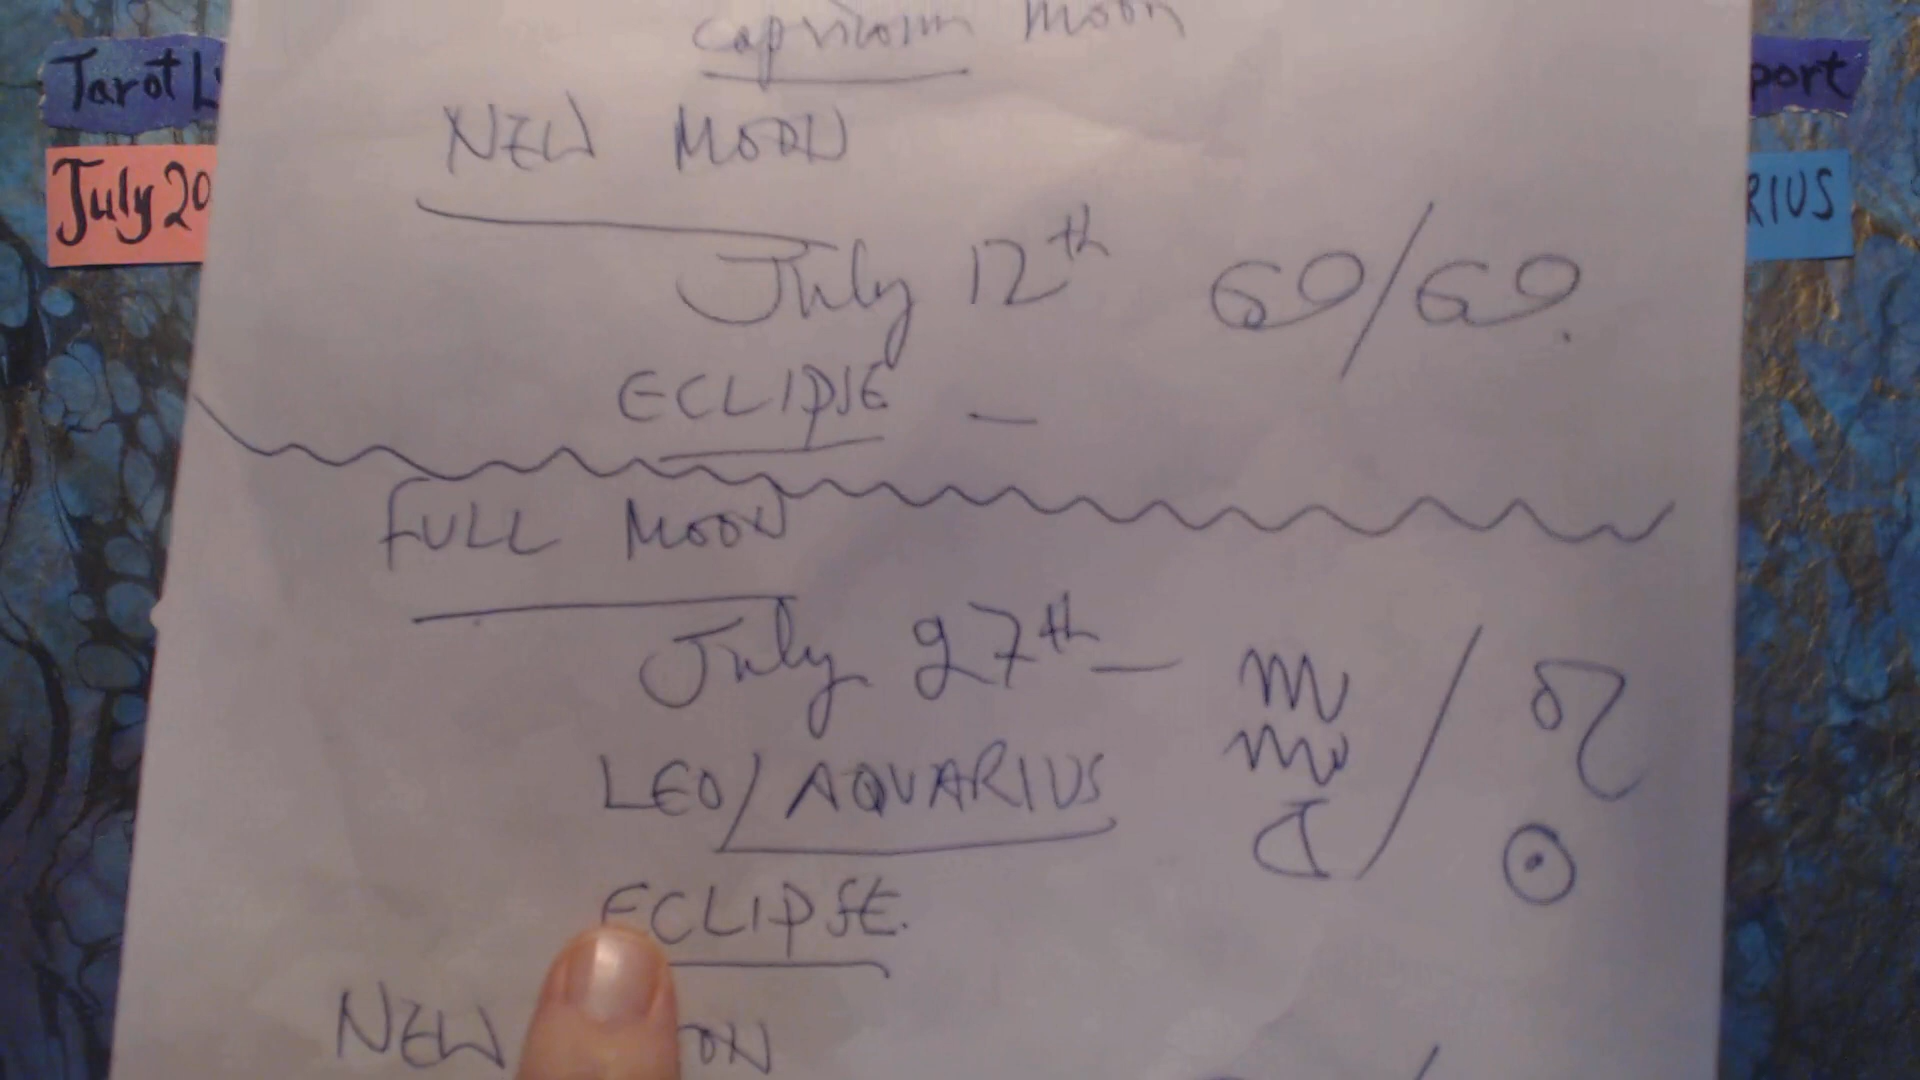 Capricorn Moon
Tarot L
port
NEW MOON
July 20
RIUS
July 12th ♋/♋.
ECLIPSE –
FULL MOON
July 27th – ♒ / ♌
LEO/AQUARIUS ☽ / ☉
ECLIPSE.
NEW OON